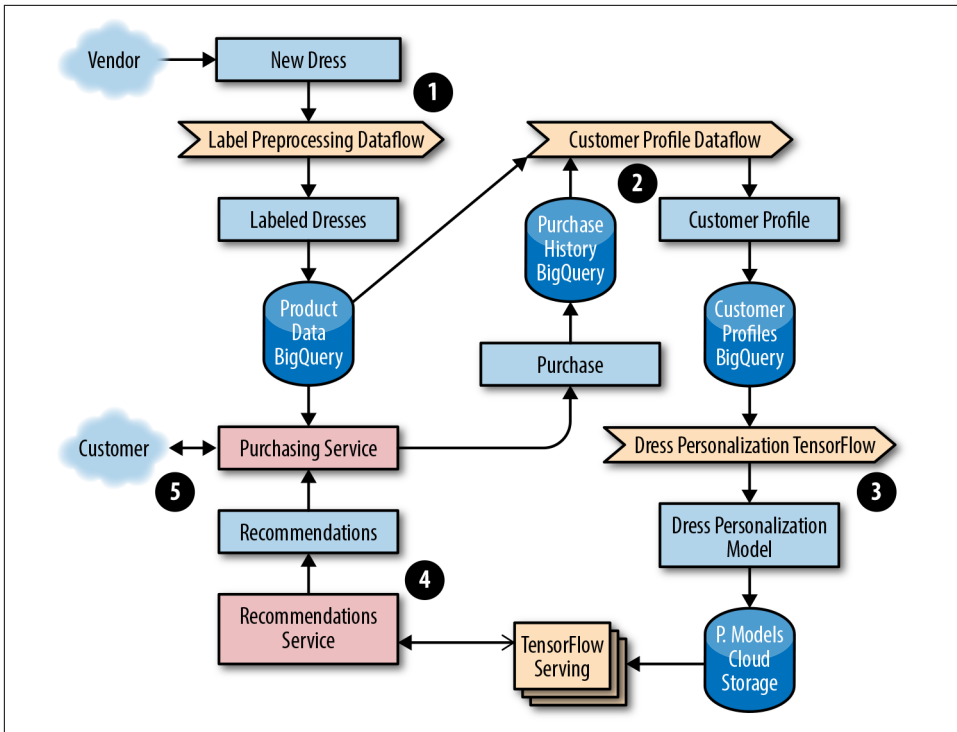 Vendor
New Dress
1
Label Preprocessing Dataflow
Customer Profile Dataflow
2
Labeled Dresses
Purchase
History
BigQuery
Customer Profile
Product
Data
BigQuery
Customer
Profiles
BigQuery
Purchase
Customer
Purchasing Service
Dress Personalization TensorFlow
5
3
Recommendations
Dress Personalization
Model
4
Recommendations
Service
TensorFlow
Serving
P. Models
Cloud
Storage